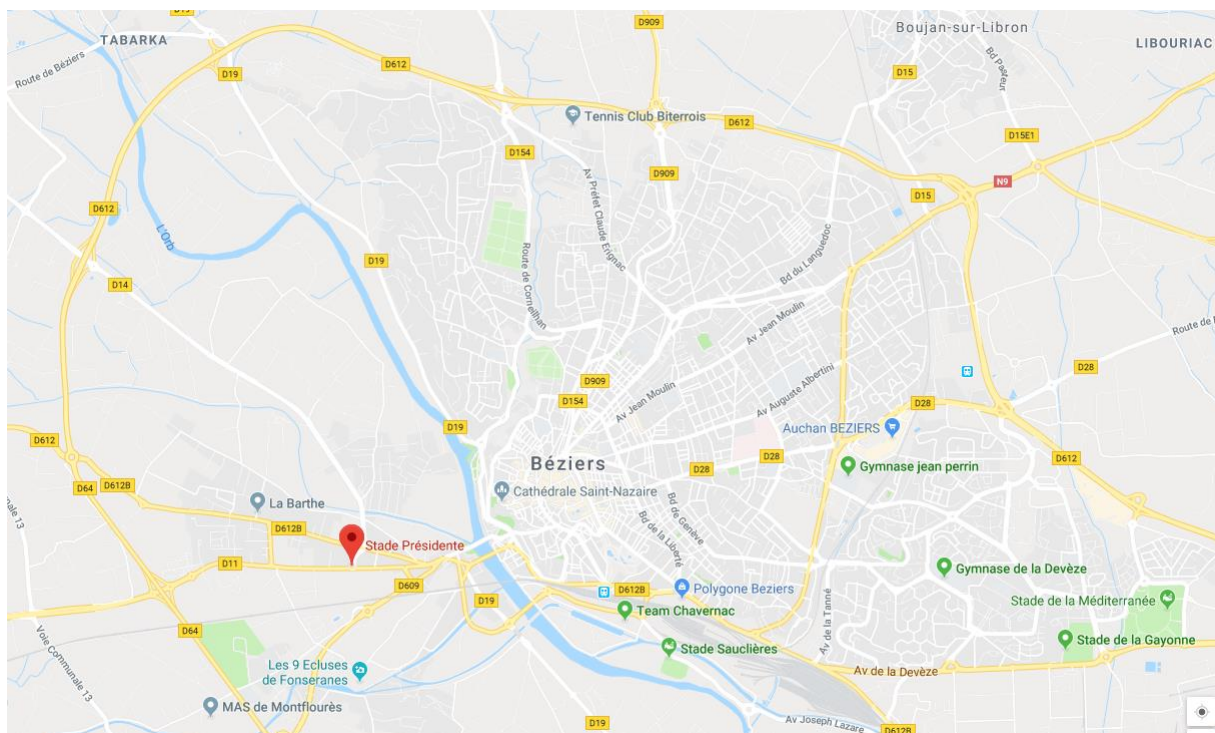 D19
D909
Boujan-sur-Libron
TABARKA
LIBOURIAC
D612
D15
Bd Pasteur
Route de Béziers
D19
Tennis Club Biterrois
D612
D15E1
D154
D909
N9
Av Préfet Claude Erignac
D15
D612
L'Orb
Route de Corneilhan
Bd du Languedoc
D19
D14
Av Jean Moulin
Route de
D28
D909
Av Auguste Albertini
D154
Av Jean Moulin
D28
D19
Auchan BEZIERS
D612
D612
Béziers
D28
D28
Gymnase jean perrin
D64
D612B
Cathédrale Saint-Nazaire
La Barthe
Bd de Genève
Bd de la Liberté
D612B
Stade Présidente
D11
Gymnase de la Devèze
D609
D612B
Polygone Beziers
D19
Team Chavernac
Stade de la Méditerranée
Av de la Tanné
D64
Stade de la Gayonne
Voie Communale 13
nale 13
Stade Sauclières
Les 9 Ecluses
de Fonseranes
Av de la Devèze
MAS de Montflourès
D19
Av Joseph Lazare
D612B